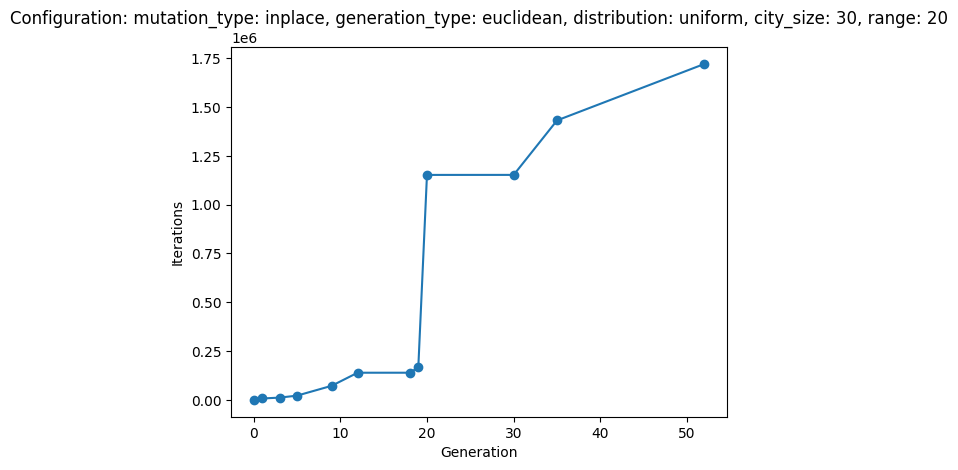 Configuration: mutation_type: inplace, generation_type: euclidean, distribution: uniform, city_size: 30, range: 20
1e6
1.75
1.50
1.25
1.00
0.75
0.50
0.25
0.00
Iterations
0 10 20 30 40 50
Generation